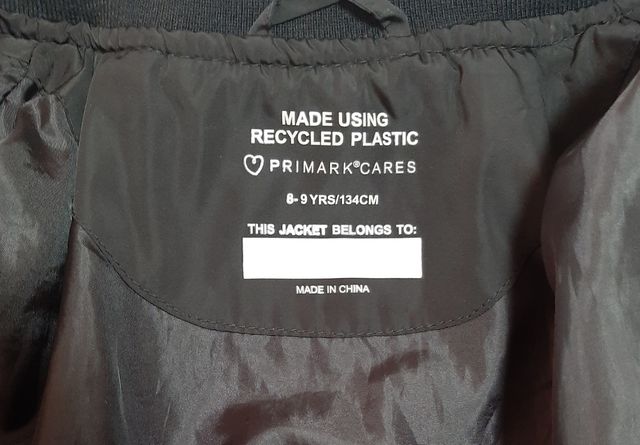 MADE USING
RECYCLED PLASTIC
PRIMARK®CARES
8-9 YRS/134CM
THIS JACKET BELONGS TO:
MADE IN CHINA